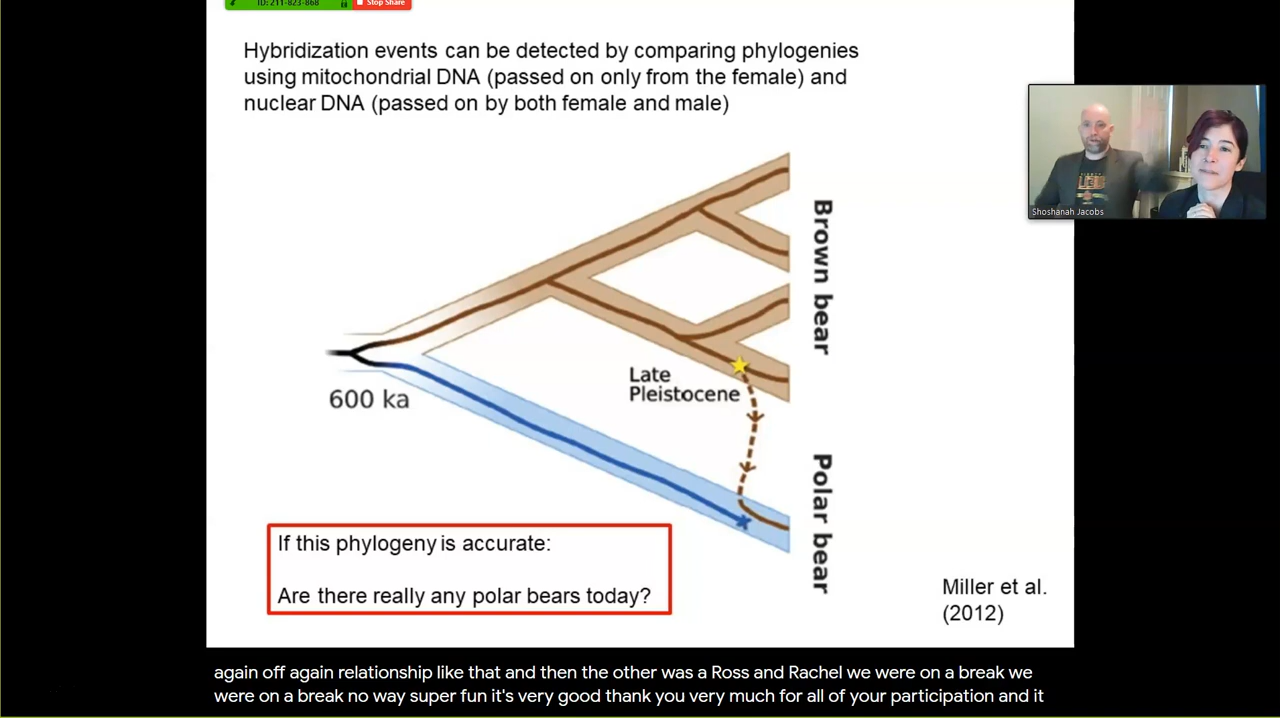 ID: 211-823-868
Stop Share
Hybridization events can be detected by comparing phylogenies
using mitochondrial DNA (passed on only from the female) and
nuclear DNA (passed on by both female and male)
Shoshanah Jacobs
Brown bear
Late
Pleistocene
600 ka
Polar bear
If this phylogeny is accurate:
Are there really any polar bears today?
Miller et al.
(2012)
again off again relationship like that and then the other was a Ross and Rachel we were on a break we
were on a break no way super fun it's very good thank you very much for all of your participation and it